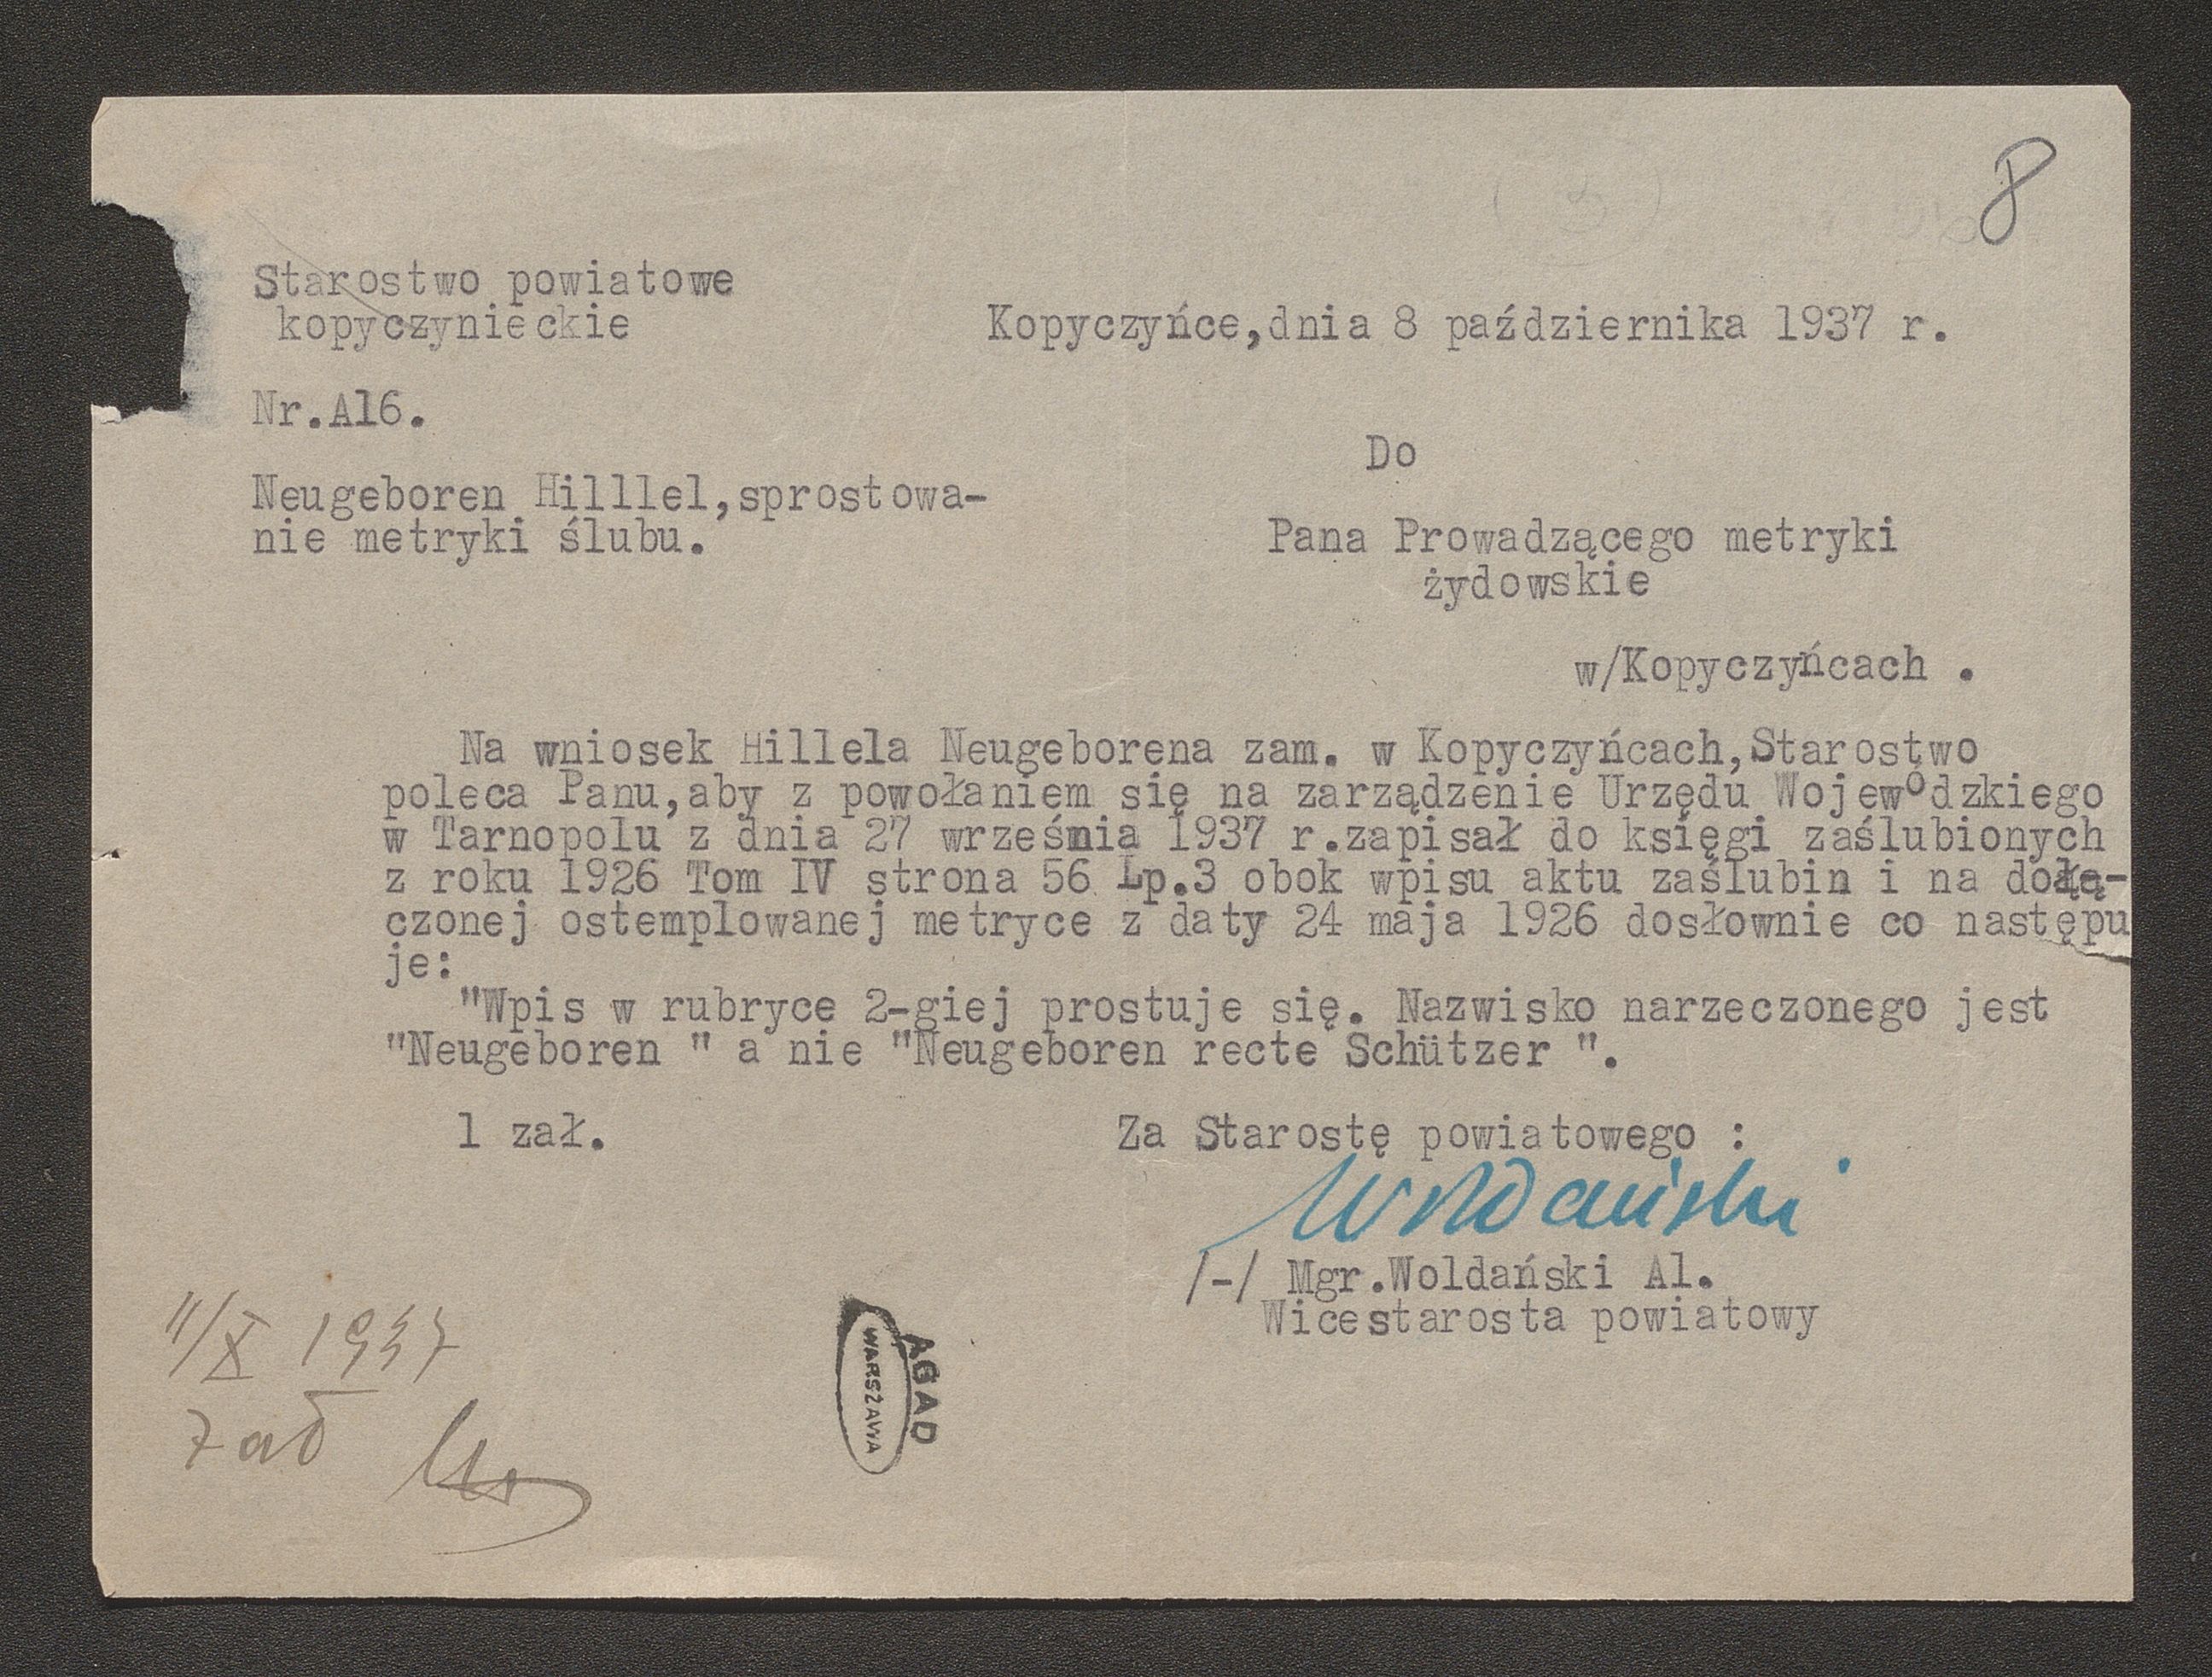 8
Starostwo powiatowe
kopyczynieckie
Kopyczyńce,dnia 8 października 1937 r.
Nr.A16.
Do
Neugeboren Hilllel,sprostowa-
nie metryki ślubu.
Pana Prowadzącego metryki
żydowskie
w/Kopyczyńcach .
Na wniosek Hillela Neugeborena zam. w Kopyczyńcach,Starostwo
poleca Panu,aby z powołaniem się na zarządzenie Urzędu Wojewódzkiego
w Tarnopolu z dnia 27 września 1937 r.zapisał do księgi zaślubionych
z roku 1926 Tom IV strona 56 Lp.3 obok wpisu aktu zaślubin i na dołą-
czonej ostemplowanej metryce z daty 24 maja 1926 dosłownie co następu
je:
"Wpis w rubryce 2-giej prostuje się. Nazwisko narzeczonego jest
"Neugeboren " a nie "Neugeboren recte Schützer ".
1 zał.
Za Starostę powiatowego :
Woldański
/-/ Mgr.Woldański Al.
Wicestarosta powiatowy
11/X 1937
zał
AGAD
WARSZAWA